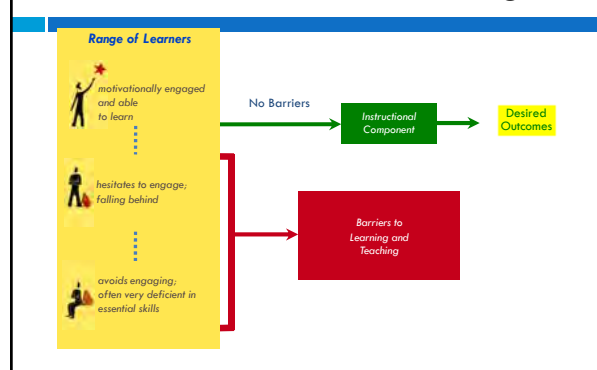 Range of Learners
motivationally engaged
and able
to learn
No Barriers
Instructional
Component
Desired
Outcomes
hesitates to engage;
falling behind
Barriers to
Learning and
Teaching
avoids engaging;
often very deficient in
essential skills